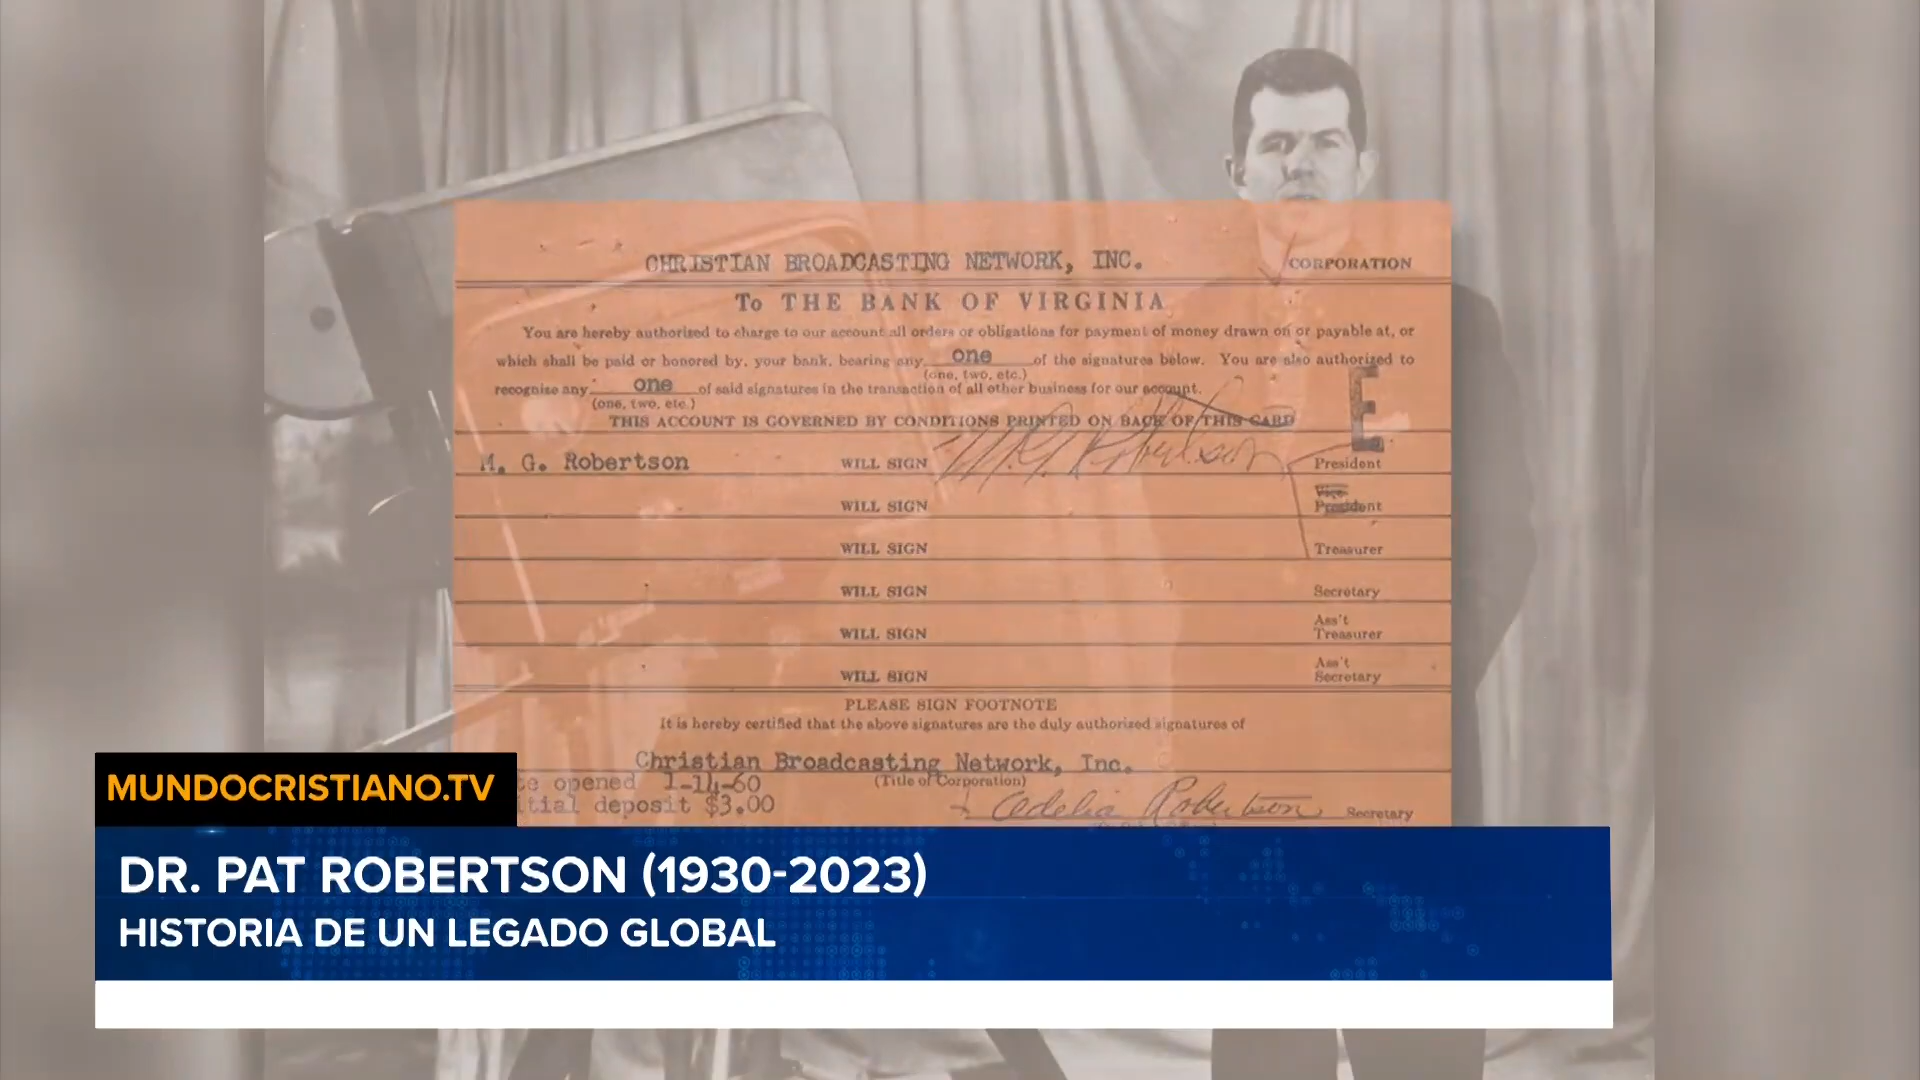 CHRISTIAN BROADCASTING NETWORK, INC. CORPORATION
To THE BANK OF VIRGINIA
You are hereby authorized to charge to our account all orders or obligations for payment of money drawn on or payable at, or
which shall be paid or honored by, your bank, bearing any one of the signatures below. You are also authorized to
(one, two, etc.)
recognize any one of said signatures in the transaction of all other business for our account.
(one, two, etc.)
E
THIS ACCOUNT IS GOVERNED BY CONDITIONS PRINTED ON BACK OF THIS CARD
M. G. Robertson WILL SIGN M. G. Robertson President
WILL SIGN Vice President
WILL SIGN Treasurer
WILL SIGN Secretary
WILL SIGN Ass't Treasurer
WILL SIGN Ass't Secretary
PLEASE SIGN FOOTNOTE
It is hereby certified that the above signatures are the duly authorized signatures of
Christian Broadcasting Network, Inc.
(Title of Corporation)
te opened 1-14-60
itial deposit $3.00 Adelia Robertson Secretary
MUNDOCRISTIANO.TV
DR. PAT ROBERTSON (1930-2023)
HISTORIA DE UN LEGADO GLOBAL